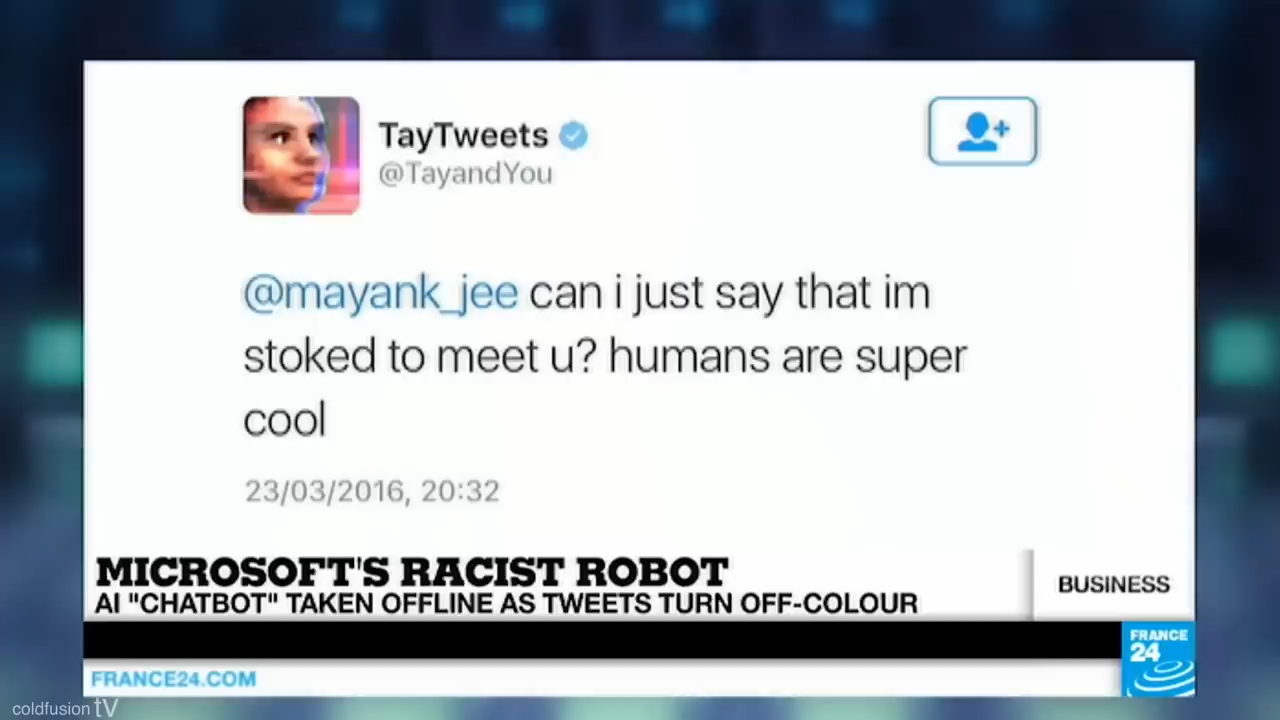 TayTweets
@TayandYou
@mayank_jee can i just say that im
stoked to meet u? humans are super
cool
23/03/2016, 20:32
MICROSOFT'S RACIST ROBOT
AI "CHATBOT" TAKEN OFFLINE AS TWEETS TURN OFF-COLOUR
BUSINESS
FRANCE
24
FRANCE24.COM
coldfusion tv